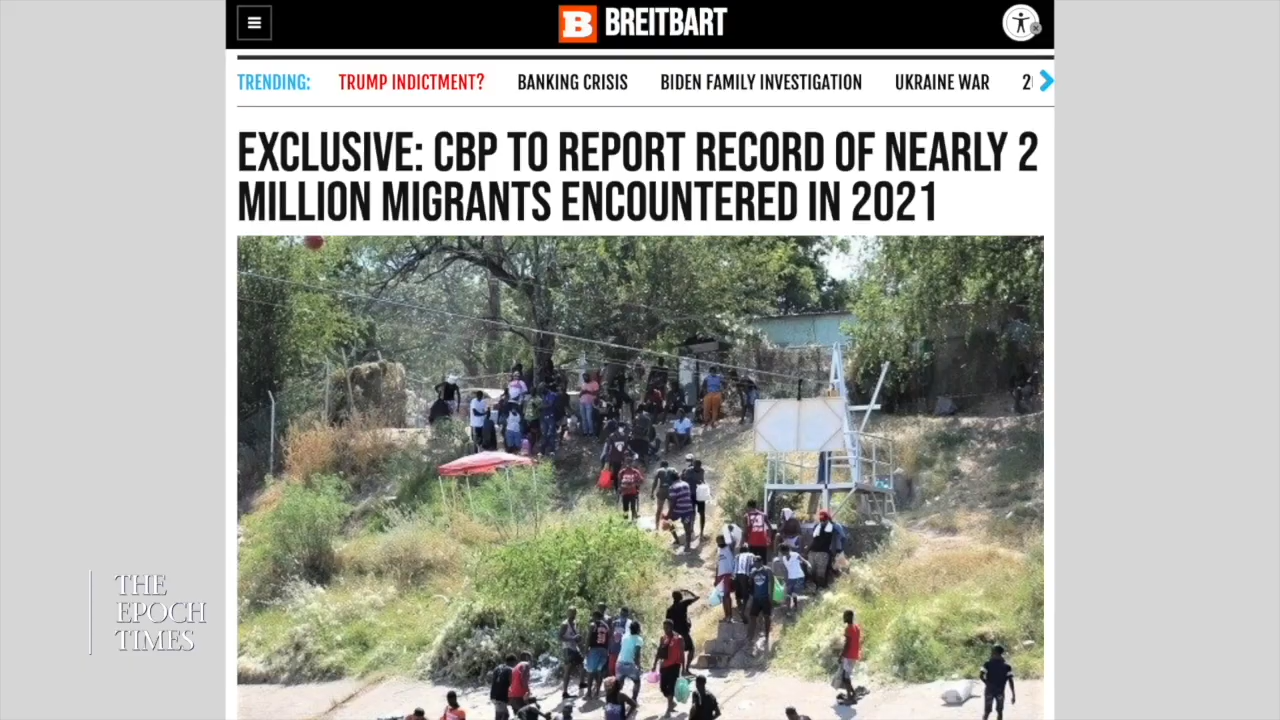 B BREITBART
TRENDING: TRUMP INDICTMENT? BANKING CRISIS BIDEN FAMILY INVESTIGATION UKRAINE WAR
EXCLUSIVE: CBP TO REPORT RECORD OF NEARLY 2
MILLION MIGRANTS ENCOUNTERED IN 2021
THE
EPOCH
TIMES